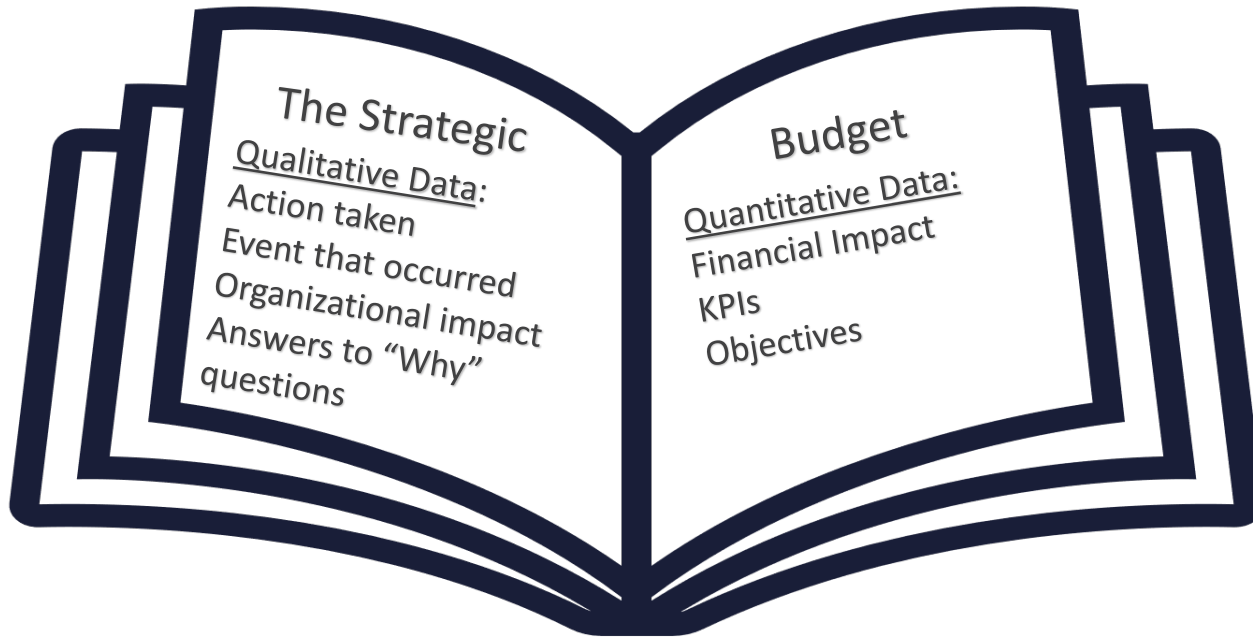 The Strategic
Qualitative Data:
Action taken
Event that occurred
Organizational impact
Answers to “Why”
questions
Budget
Quantitative Data:
Financial Impact
KPIs
Objectives